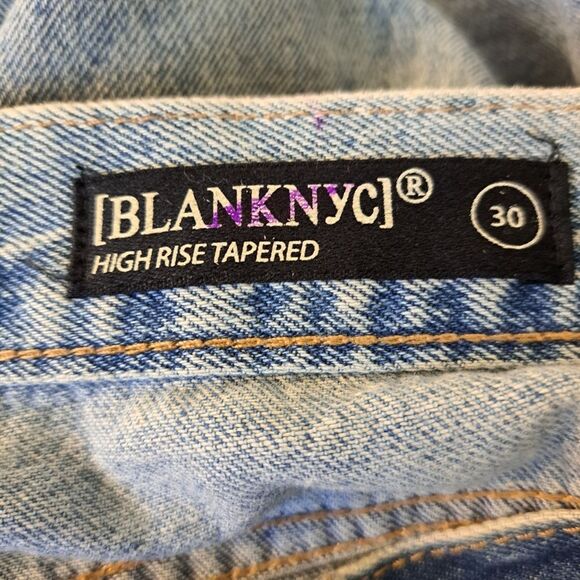 [BLANKNYC]®
HIGH RISE TAPERED
30